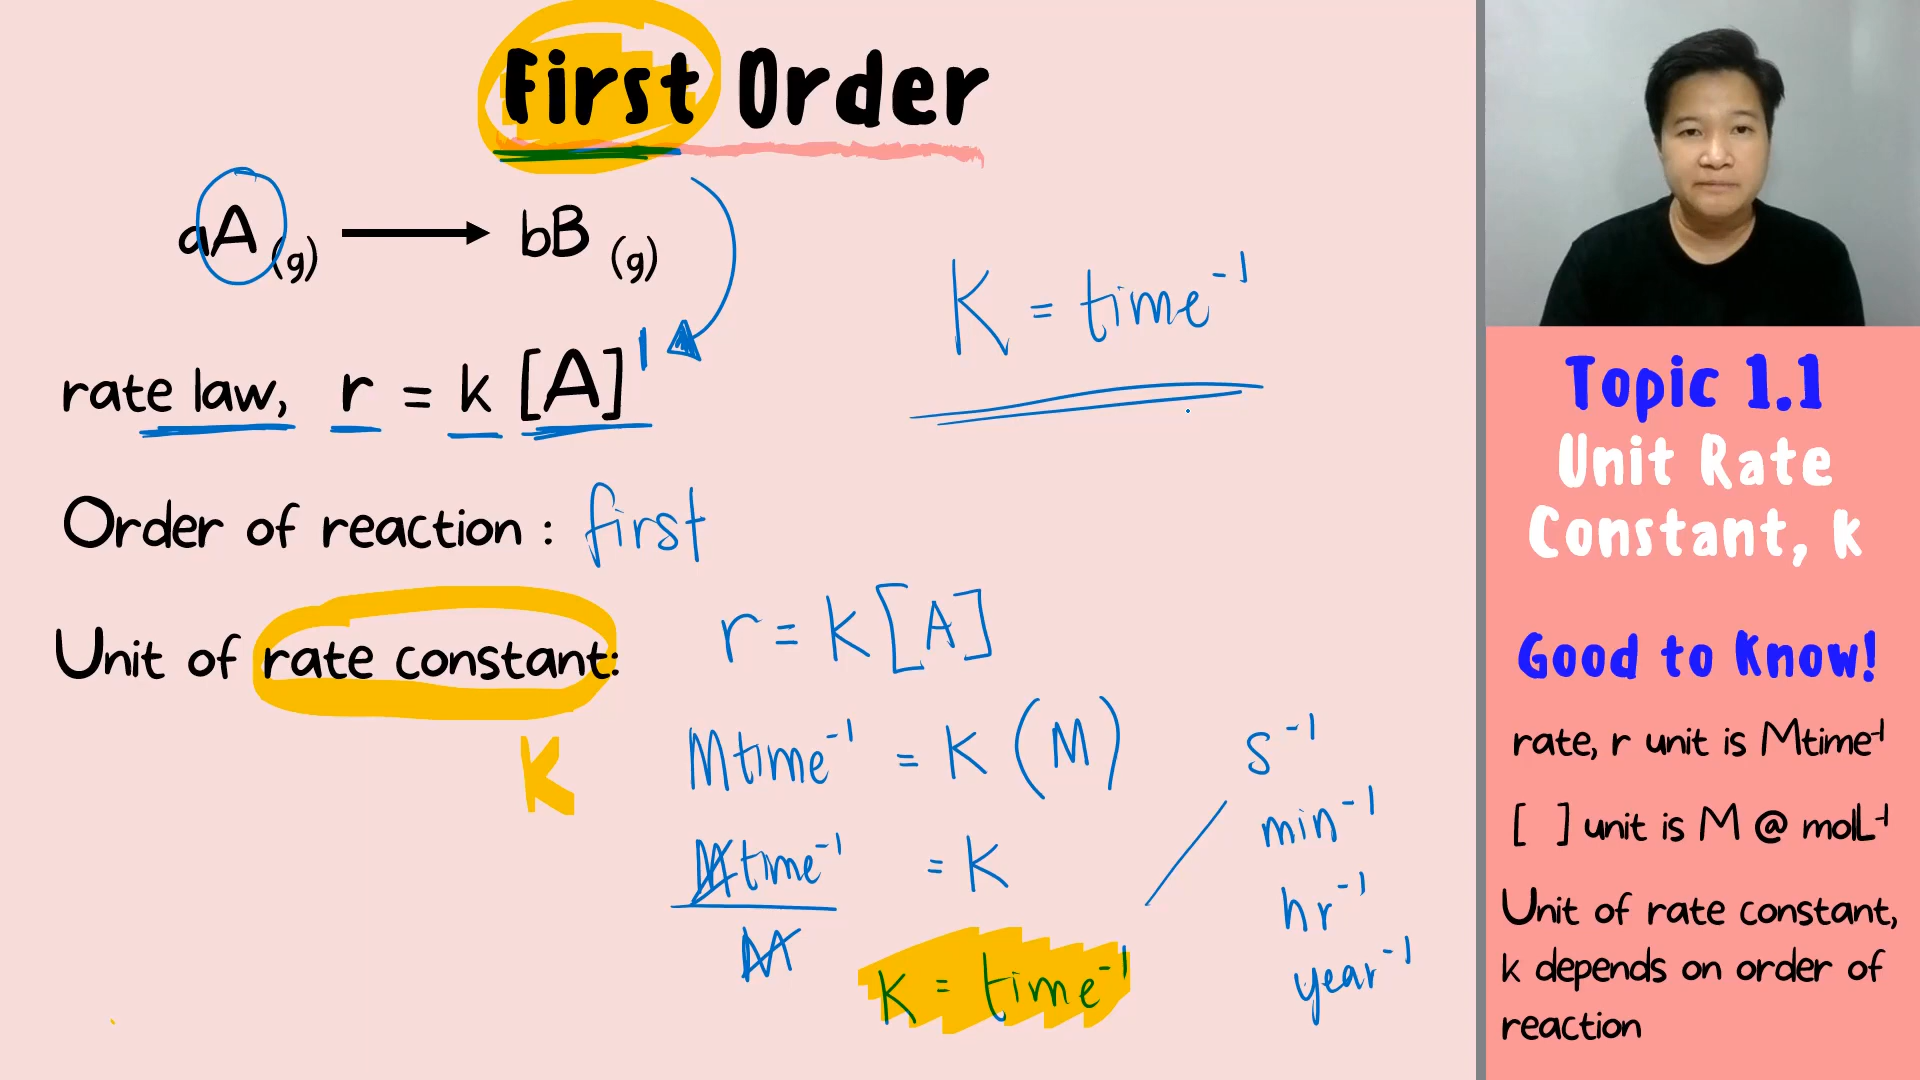 First Order
aA (g) ⟶ bB (g)
K = time⁻¹
rate law, r = k [A]¹
Order of reaction : first
Unit of rate constant:
K
r = k [A]
Mtime⁻¹ = K (M)
Mtime⁻¹ = K
M
K = time⁻¹
s⁻¹
min⁻¹
hr⁻¹
year⁻¹
Topic 1.1
Unit Rate
Constant, k
Good to Know!
rate, r unit is Mtime⁻¹
[ ] unit is M @ molL⁻¹
Unit of rate constant,
k depends on order of
reaction